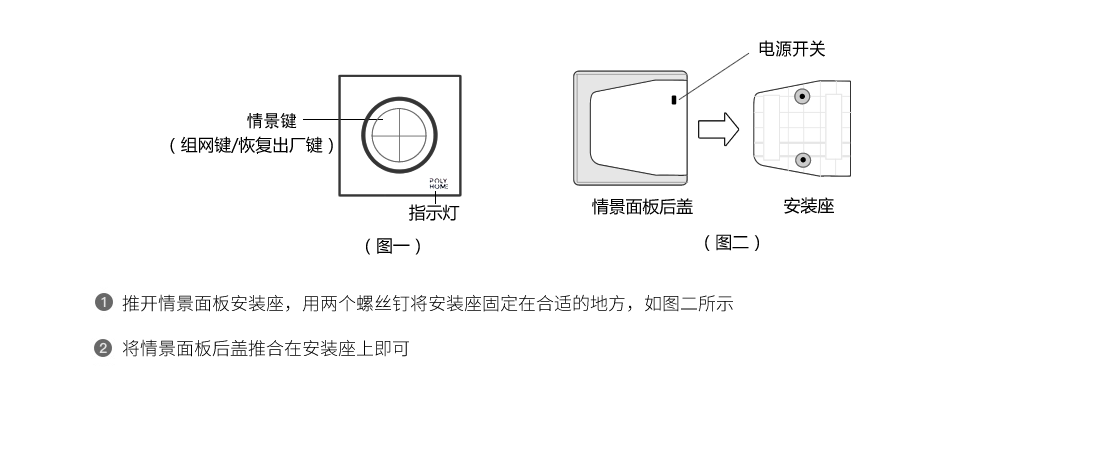 电源开关
情景键
（组网键/恢复出厂键）
POLY
HOME
指示灯
（图一）
情景面板后盖
安装座
（图二）
1 推开情景面板安装座，用两个螺丝钉将安装座固定在合适的地方，如图二所示
2 将情景面板后盖推合在安装座上即可